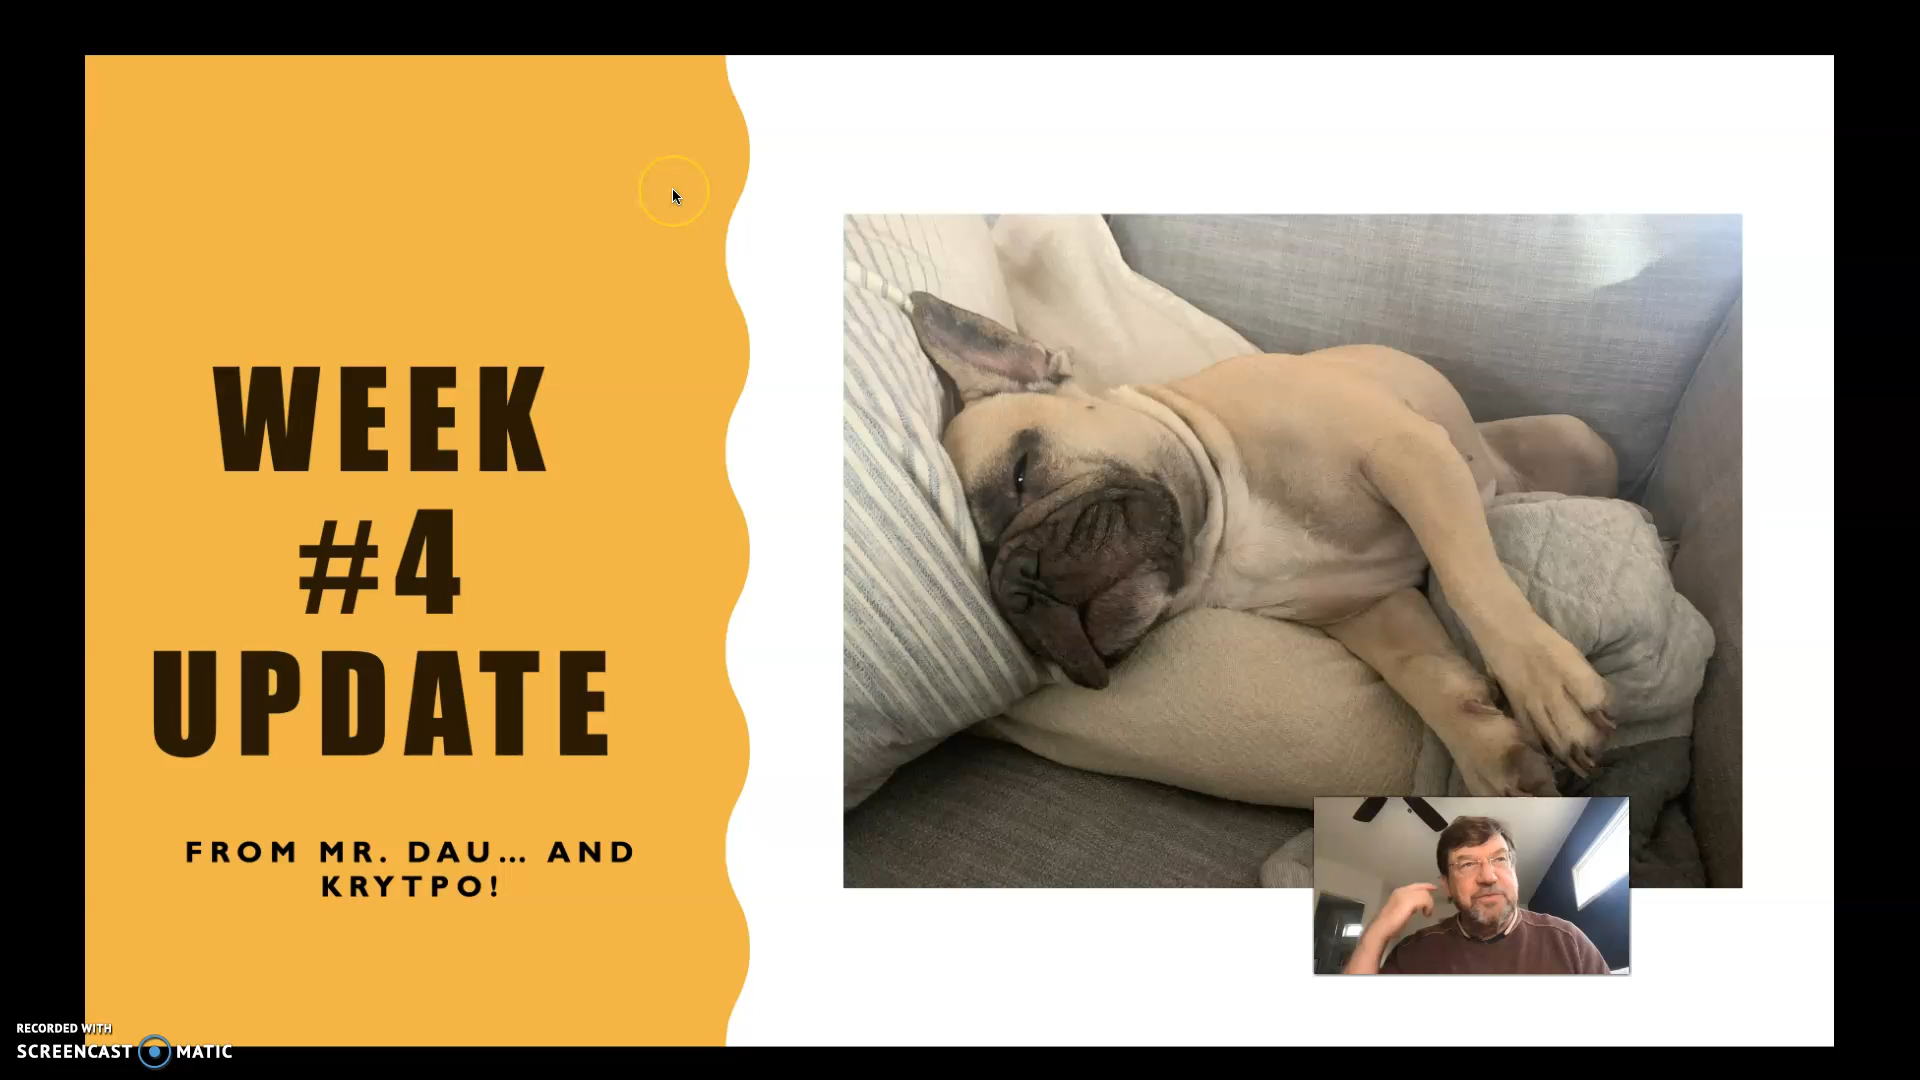 WEEK
#4
UPDATE
FROM MR. DAU... AND
KRYTPO!
RECORDED WITH
SCREENCAST MATIC